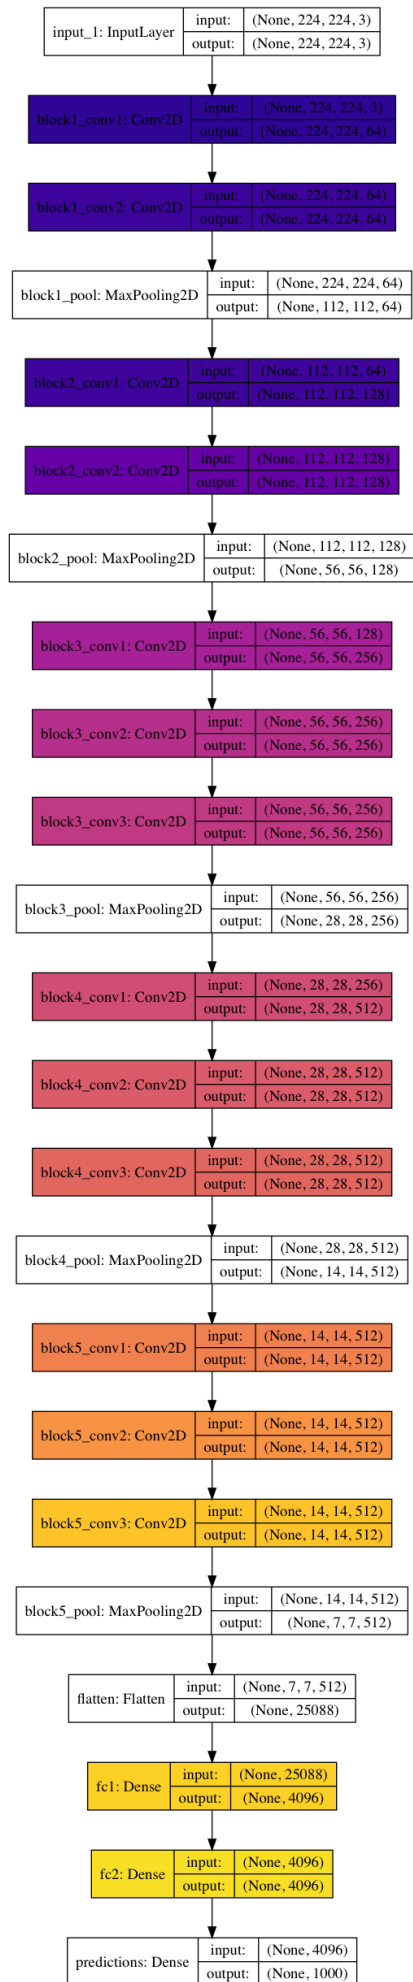 input_1: InputLayer
input:
(None, 224, 224, 3)
output:
(None, 224, 224, 3)
block1_conv1: Conv2D
input:
(None, 224, 224, 3)
output:
(None, 224, 224, 64)
block1_conv2: Conv2D
input:
(None, 224, 224, 64)
output:
(None, 224, 224, 64)
block1_pool: MaxPooling2D
input:
(None, 224, 224, 64)
output:
(None, 112, 112, 64)
block2_conv1: Conv2D
input:
(None, 112, 112, 64)
output:
(None, 112, 112, 128)
block2_conv2: Conv2D
input:
(None, 112, 112, 128)
output:
(None, 112, 112, 128)
block2_pool: MaxPooling2D
input:
(None, 112, 112, 128)
output:
(None, 56, 56, 128)
block3_conv1: Conv2D
input:
(None, 56, 56, 128)
output:
(None, 56, 56, 256)
block3_conv2: Conv2D
input:
(None, 56, 56, 256)
output:
(None, 56, 56, 256)
block3_conv3: Conv2D
input:
(None, 56, 56, 256)
output:
(None, 56, 56, 256)
block3_pool: MaxPooling2D
input:
(None, 56, 56, 256)
output:
(None, 28, 28, 256)
block4_conv1: Conv2D
input:
(None, 28, 28, 256)
output:
(None, 28, 28, 512)
block4_conv2: Conv2D
input:
(None, 28, 28, 512)
output:
(None, 28, 28, 512)
block4_conv3: Conv2D
input:
(None, 28, 28, 512)
output:
(None, 28, 28, 512)
block4_pool: MaxPooling2D
input:
(None, 28, 28, 512)
output:
(None, 14, 14, 512)
block5_conv1: Conv2D
input:
(None, 14, 14, 512)
output:
(None, 14, 14, 512)
block5_conv2: Conv2D
input:
(None, 14, 14, 512)
output:
(None, 14, 14, 512)
block5_conv3: Conv2D
input:
(None, 14, 14, 512)
output:
(None, 14, 14, 512)
block5_pool: MaxPooling2D
input:
(None, 14, 14, 512)
output:
(None, 7, 7, 512)
flatten: Flatten
input:
(None, 7, 7, 512)
output:
(None, 25088)
fc1: Dense
input:
(None, 25088)
output:
(None, 4096)
fc2: Dense
input:
(None, 4096)
output:
(None, 4096)
predictions: Dense
input:
(None, 4096)
output:
(None, 1000)